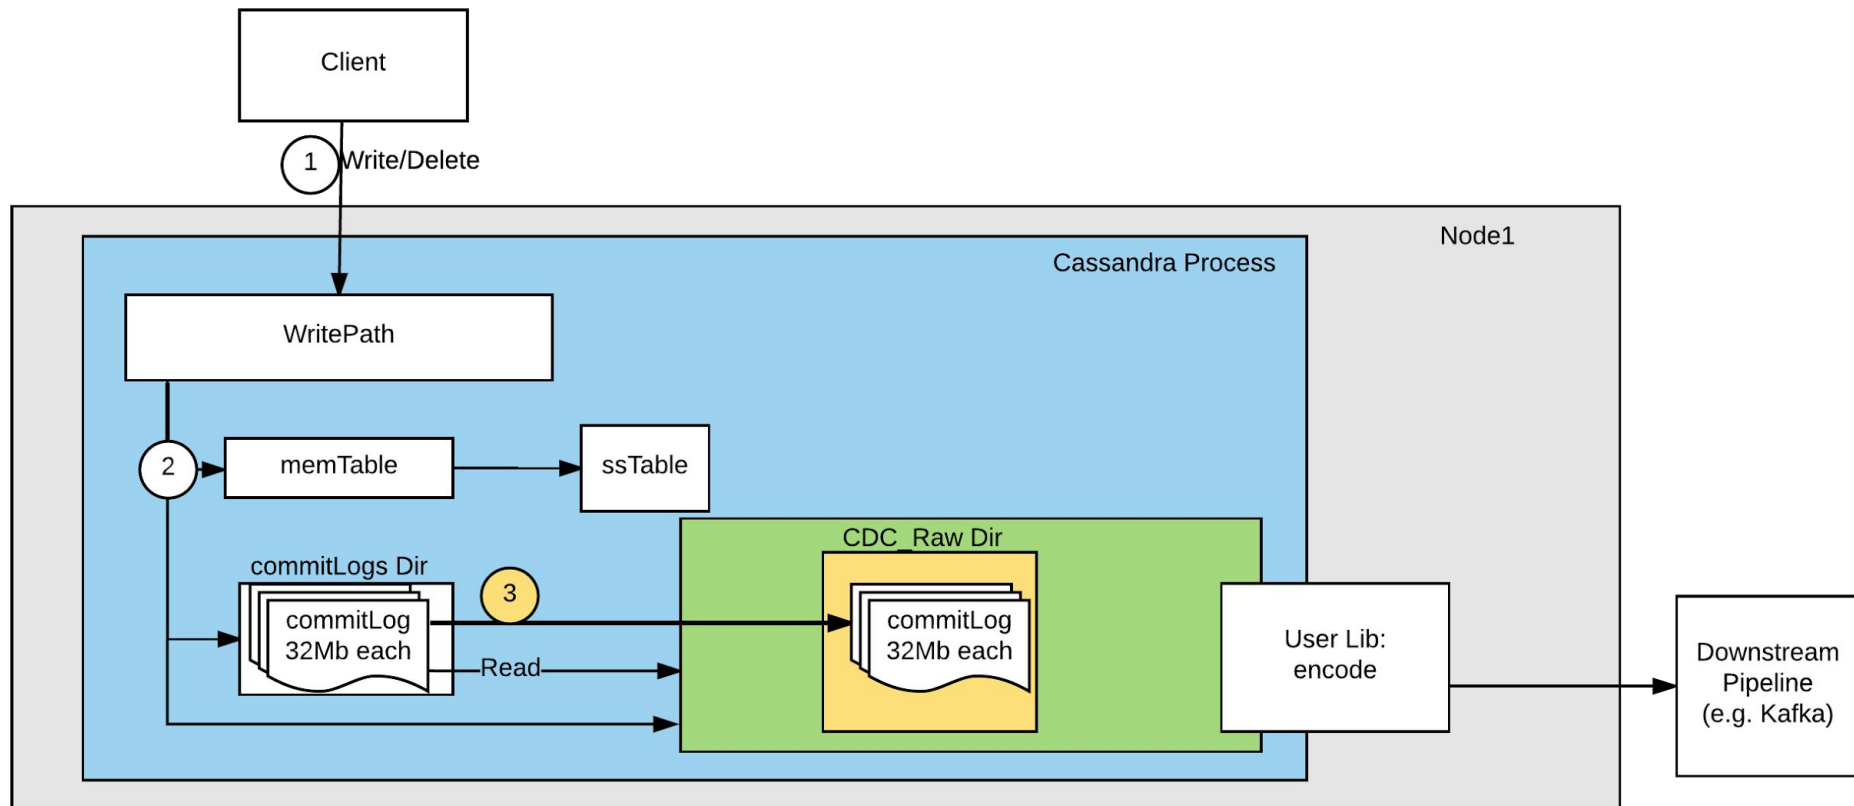 Client
1
Write/Delete
Node1
Cassandra Process
WritePath
2
memTable
ssTable
CDC_Raw Dir
commitLogs Dir
3
commitLog
32Mb each
Read
commitLog
32Mb each
User Lib:
encode
Downstream
Pipeline
(e.g. Kafka)